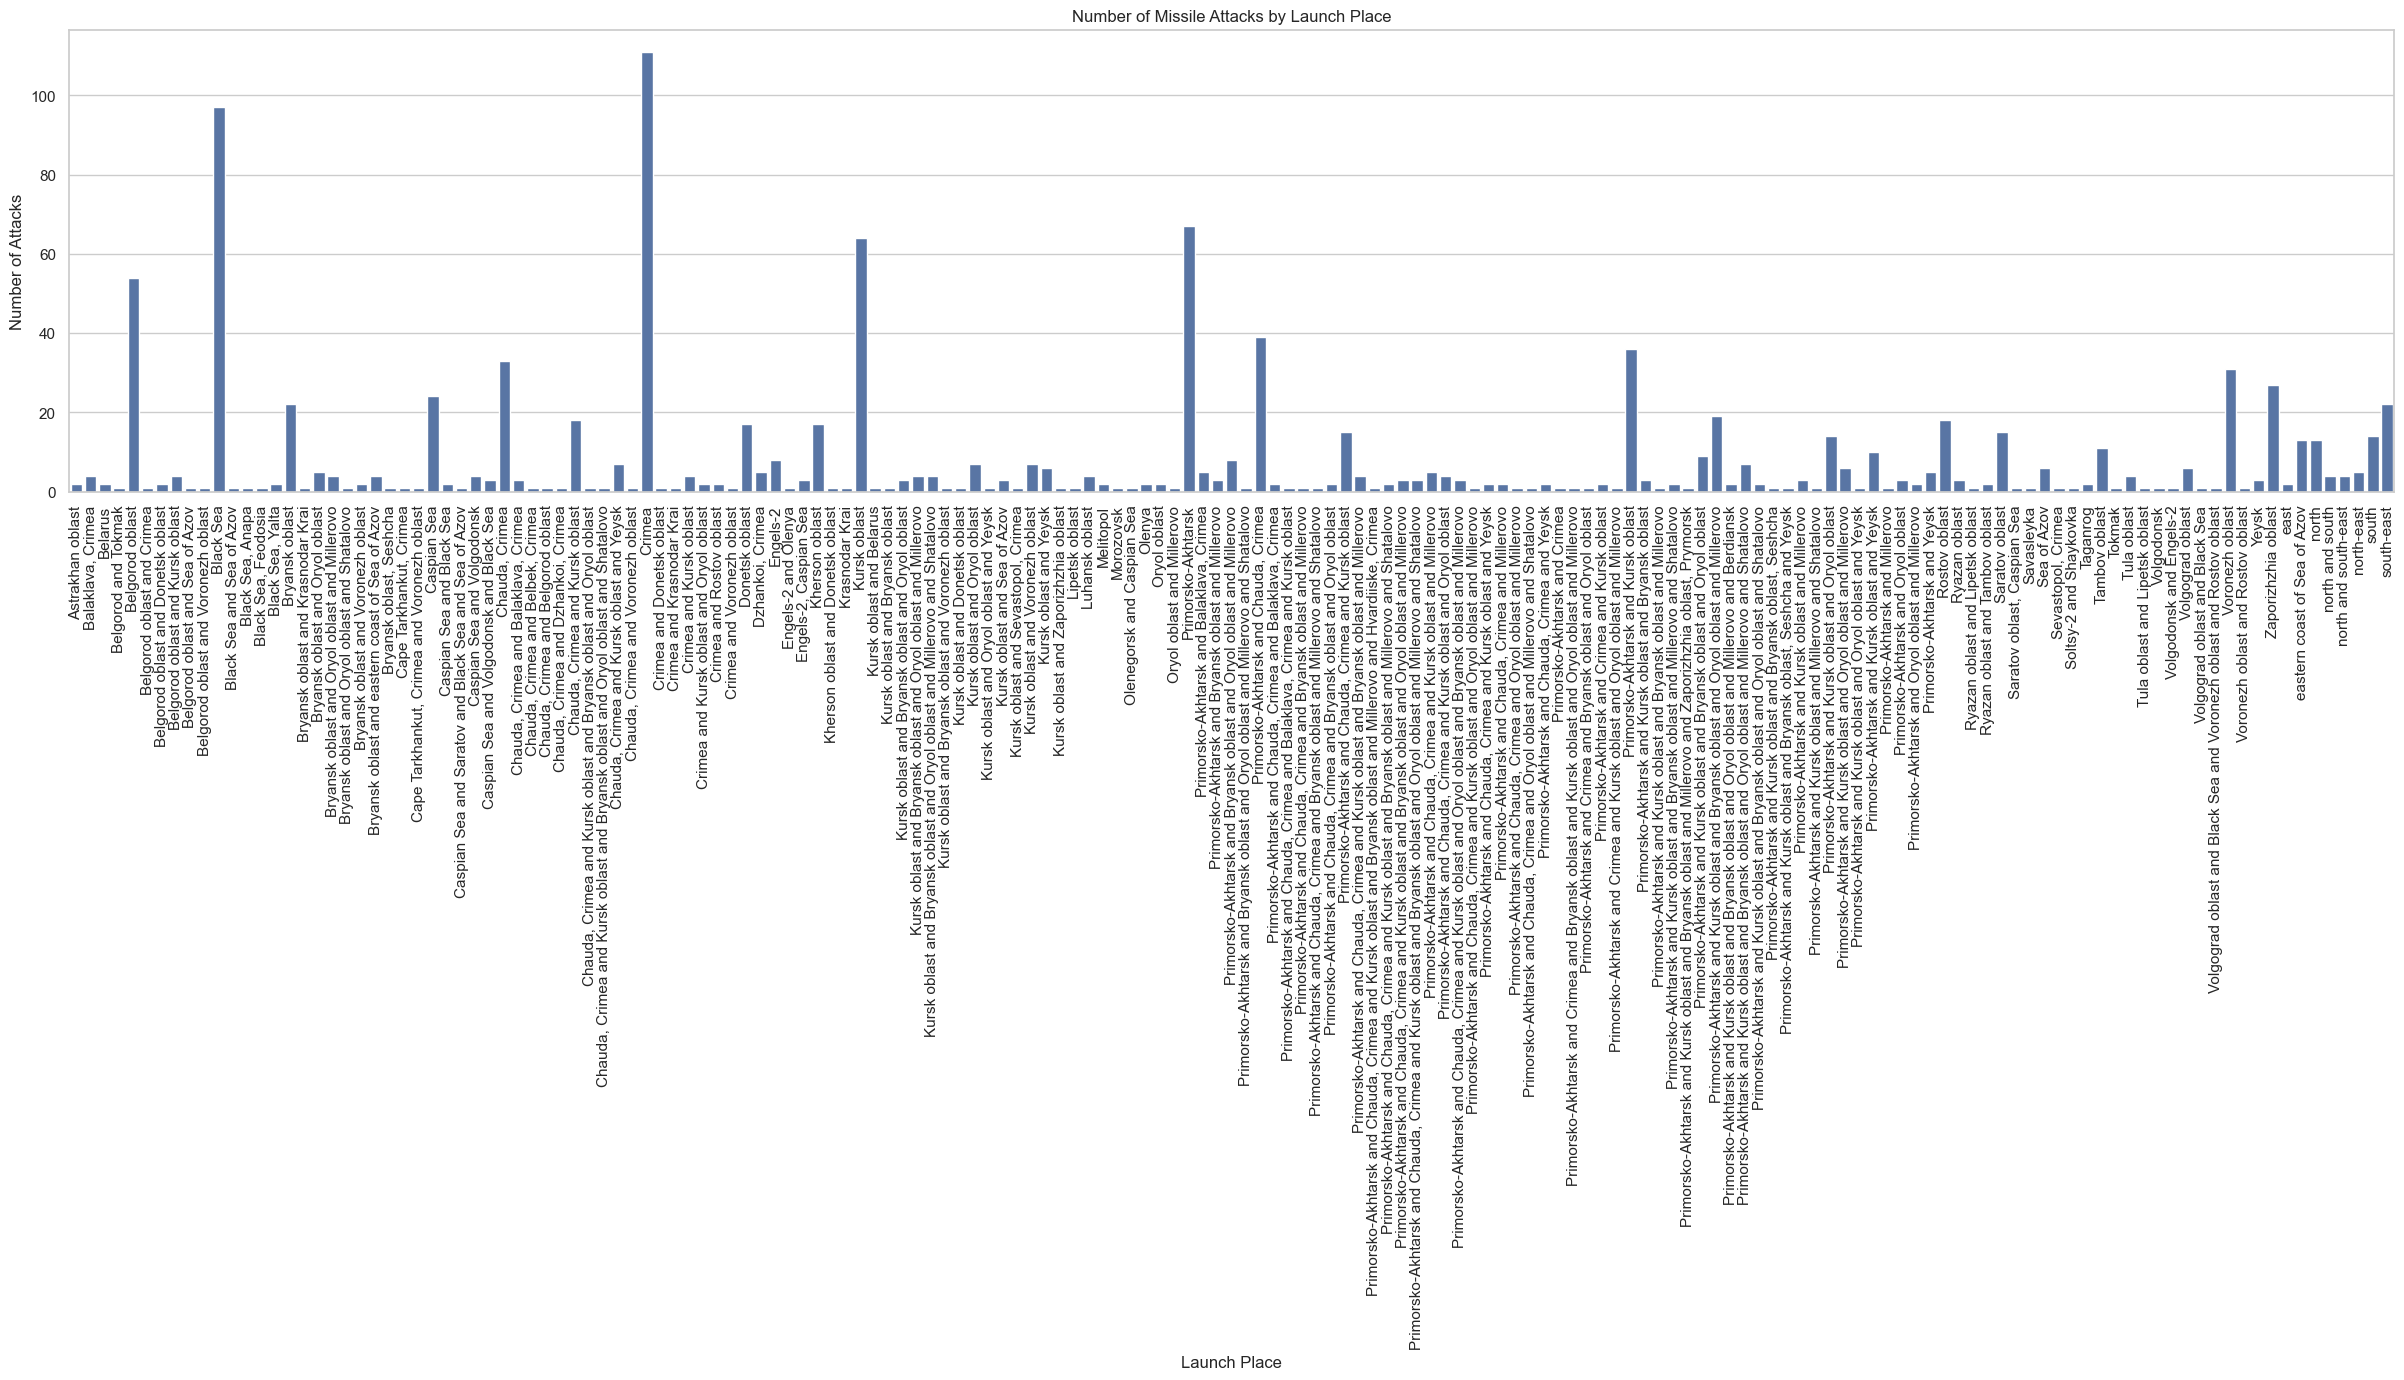 Number of Missile Attacks by Launch Place
Number of Attacks
100
80
60
40
20
0
Astrakhan oblast
Balaklava, Crimea
Belarus
Belgorod and Tokmak
Belgorod oblast
Belgorod oblast and Crimea
Belgorod oblast and Donetsk oblast
Belgorod oblast and Kursk oblast
Belgorod oblast and Sea of Azov
Belgorod oblast and Voronezh oblast
Black Sea
Black Sea and Sea of Azov
Black Sea, Anapa
Black Sea, Feodosia
Black Sea, Yalta
Bryansk oblast
Bryansk oblast and Krasnodar Krai
Bryansk oblast and Oryol oblast
Bryansk oblast and Oryol oblast and Millerovo
Bryansk oblast and Oryol oblast and Shatalovo
Bryansk oblast and Voronezh oblast
Bryansk oblast and eastern coast of Sea of Azov
Bryansk oblast, Seshcha
Cape Tarkhankut, Crimea
Cape Tarkhankut, Crimea and Voronezh oblast
Caspian Sea
Caspian Sea and Black Sea
Caspian Sea and Saratov and Black Sea and Sea of Azov
Caspian Sea and Volgodonsk
Caspian Sea and Volgodonsk and Black Sea
Chauda, Crimea
Chauda, Crimea and Balaklava, Crimea
Chauda, Crimea and Belbek, Crimea
Chauda, Crimea and Belgorod oblast
Chauda, Crimea and Dzhankoi, Crimea
Chauda, Crimea and Kursk oblast
Chauda, Crimea and Kursk oblast and Bryansk oblast and Oryol oblast
Chauda, Crimea and Kursk oblast and Bryansk oblast and Oryol oblast and Shatalovo
Chauda, Crimea and Kursk oblast and Yeysk
Chauda, Crimea and Voronezh oblast
Crimea
Crimea and Donetsk oblast
Crimea and Krasnodar Krai
Crimea and Kursk oblast
Crimea and Kursk oblast and Oryol oblast
Crimea and Rostov oblast
Crimea and Voronezh oblast
Donetsk oblast
Dzhankoi, Crimea
Engels-2
Engels-2 and Olenya
Engels-2, Caspian Sea
Kherson oblast
Kherson oblast and Donetsk oblast
Krasnodar Krai
Kursk oblast
Kursk oblast and Belarus
Kursk oblast and Bryansk oblast
Kursk oblast and Bryansk oblast and Oryol oblast
Kursk oblast and Bryansk oblast and Oryol oblast and Millerovo
Kursk oblast and Bryansk oblast and Oryol oblast and Millerovo and Shatalovo
Kursk oblast and Bryansk oblast and Voronezh oblast
Kursk oblast and Donetsk oblast
Kursk oblast and Oryol oblast
Kursk oblast and Oryol oblast and Yeysk
Kursk oblast and Sea of Azov
Kursk oblast and Sevastopol, Crimea
Kursk oblast and Voronezh oblast
Kursk oblast and Yeysk
Kursk oblast and Zaporizhzhia oblast
Lipetsk oblast
Luhansk oblast
Melitopol
Morozovsk
Olenegorsk and Caspian Sea
Olenya
Oryol oblast
Oryol oblast and Millerovo
Primorsko-Akhtarsk
Primorsko-Akhtarsk and Balaklava, Crimea
Primorsko-Akhtarsk and Bryansk oblast and Millerovo
Primorsko-Akhtarsk and Bryansk oblast and Oryol oblast and Millerovo
Primorsko-Akhtarsk and Bryansk oblast and Oryol oblast and Millerovo and Shatalovo
Primorsko-Akhtarsk and Chauda, Crimea
Primorsko-Akhtarsk and Chauda, Crimea and Balaklava, Crimea
Primorsko-Akhtarsk and Chauda, Crimea and Balaklava, Crimea and Kursk oblast
Primorsko-Akhtarsk and Chauda, Crimea and Bryansk oblast and Millerovo
Primorsko-Akhtarsk and Chauda, Crimea and Bryansk oblast and Millerovo and Shatalovo
Primorsko-Akhtarsk and Chauda, Crimea and Bryansk oblast and Oryol oblast
Primorsko-Akhtarsk and Chauda, Crimea and Kursk oblast
Primorsko-Akhtarsk and Chauda, Crimea and Kursk oblast and Bryansk oblast and Millerovo
Primorsko-Akhtarsk and Chauda, Crimea and Kursk oblast and Bryansk oblast and Millerovo and Hvardiiske, Crimea
Primorsko-Akhtarsk and Chauda, Crimea and Kursk oblast and Bryansk oblast and Millerovo and Shatalovo
Primorsko-Akhtarsk and Chauda, Crimea and Kursk oblast and Bryansk oblast and Oryol oblast and Millerovo
Primorsko-Akhtarsk and Chauda, Crimea and Kursk oblast and Bryansk oblast and Oryol oblast and Millerovo and Shatalovo
Primorsko-Akhtarsk and Chauda, Crimea and Kursk oblast and Millerovo
Primorsko-Akhtarsk and Chauda, Crimea and Kursk oblast and Oryol oblast
Primorsko-Akhtarsk and Chauda, Crimea and Kursk oblast and Oryol oblast and Bryansk oblast and Millerovo
Primorsko-Akhtarsk and Chauda, Crimea and Kursk oblast and Oryol oblast and Millerovo
Primorsko-Akhtarsk and Chauda, Crimea and Kursk oblast and Yeysk
Primorsko-Akhtarsk and Chauda, Crimea and Millerovo
Primorsko-Akhtarsk and Chauda, Crimea and Oryol oblast and Millerovo
Primorsko-Akhtarsk and Chauda, Crimea and Oryol oblast and Millerovo and Shatalovo
Primorsko-Akhtarsk and Chauda, Crimea and Yeysk
Primorsko-Akhtarsk and Crimea
Primorsko-Akhtarsk and Crimea and Bryansk oblast and Kursk oblast and Oryol oblast and Millerovo
Primorsko-Akhtarsk and Crimea and Bryansk oblast and Oryol oblast
Primorsko-Akhtarsk and Crimea and Kursk oblast
Primorsko-Akhtarsk and Crimea and Kursk oblast and Millerovo
Primorsko-Akhtarsk and Kursk oblast
Primorsko-Akhtarsk and Kursk oblast and Bryansk oblast
Primorsko-Akhtarsk and Kursk oblast and Bryansk oblast and Millerovo
Primorsko-Akhtarsk and Kursk oblast and Bryansk oblast and Millerovo and Shatalovo
Primorsko-Akhtarsk and Kursk oblast and Bryansk oblast and Millerovo and Zaporizhzhia oblast, Prymorsk
Primorsko-Akhtarsk and Kursk oblast and Bryansk oblast and Oryol oblast
Primorsko-Akhtarsk and Kursk oblast and Bryansk oblast and Oryol oblast and Millerovo
Primorsko-Akhtarsk and Kursk oblast and Bryansk oblast and Oryol oblast and Millerovo and Berdiansk
Primorsko-Akhtarsk and Kursk oblast and Bryansk oblast and Oryol oblast and Millerovo and Shatalovo
Primorsko-Akhtarsk and Kursk oblast and Bryansk oblast and Oryol oblast and Shatalovo
Primorsko-Akhtarsk and Kursk oblast and Bryansk oblast, Seshcha
Primorsko-Akhtarsk and Kursk oblast and Bryansk oblast, Seshcha and Yeysk
Primorsko-Akhtarsk and Kursk oblast and Millerovo
Primorsko-Akhtarsk and Kursk oblast and Millerovo and Shatalovo
Primorsko-Akhtarsk and Kursk oblast and Oryol oblast
Primorsko-Akhtarsk and Kursk oblast and Oryol oblast and Millerovo
Primorsko-Akhtarsk and Kursk oblast and Oryol oblast and Yeysk
Primorsko-Akhtarsk and Kursk oblast and Yeysk
Primorsko-Akhtarsk and Millerovo
Primorsko-Akhtarsk and Oryol oblast
Primorsko-Akhtarsk and Oryol oblast and Millerovo
Primorsko-Akhtarsk and Yeysk
Rostov oblast
Ryazan oblast
Ryazan oblast and Lipetsk oblast
Ryazan oblast and Tambov oblast
Saratov oblast
Saratov oblast, Caspian Sea
Savasleyka
Sea of Azov
Sevastopol, Crimea
Soltsy-2 and Shaykovka
Taganrog
Tambov oblast
Tokmak
Tula oblast
Tula oblast and Lipetsk oblast
Volgodonsk
Volgodonsk and Engels-2
Volgograd oblast
Volgograd oblast and Black Sea
Volgograd oblast and Black Sea and Voronezh oblast and Rostov oblast
Voronezh oblast
Voronezh oblast and Rostov oblast
Yeysk
Zaporizhzhia oblast
east
eastern coast of Sea of Azov
north
north and south
north and south-east
north-east
south
south-east
Launch Place